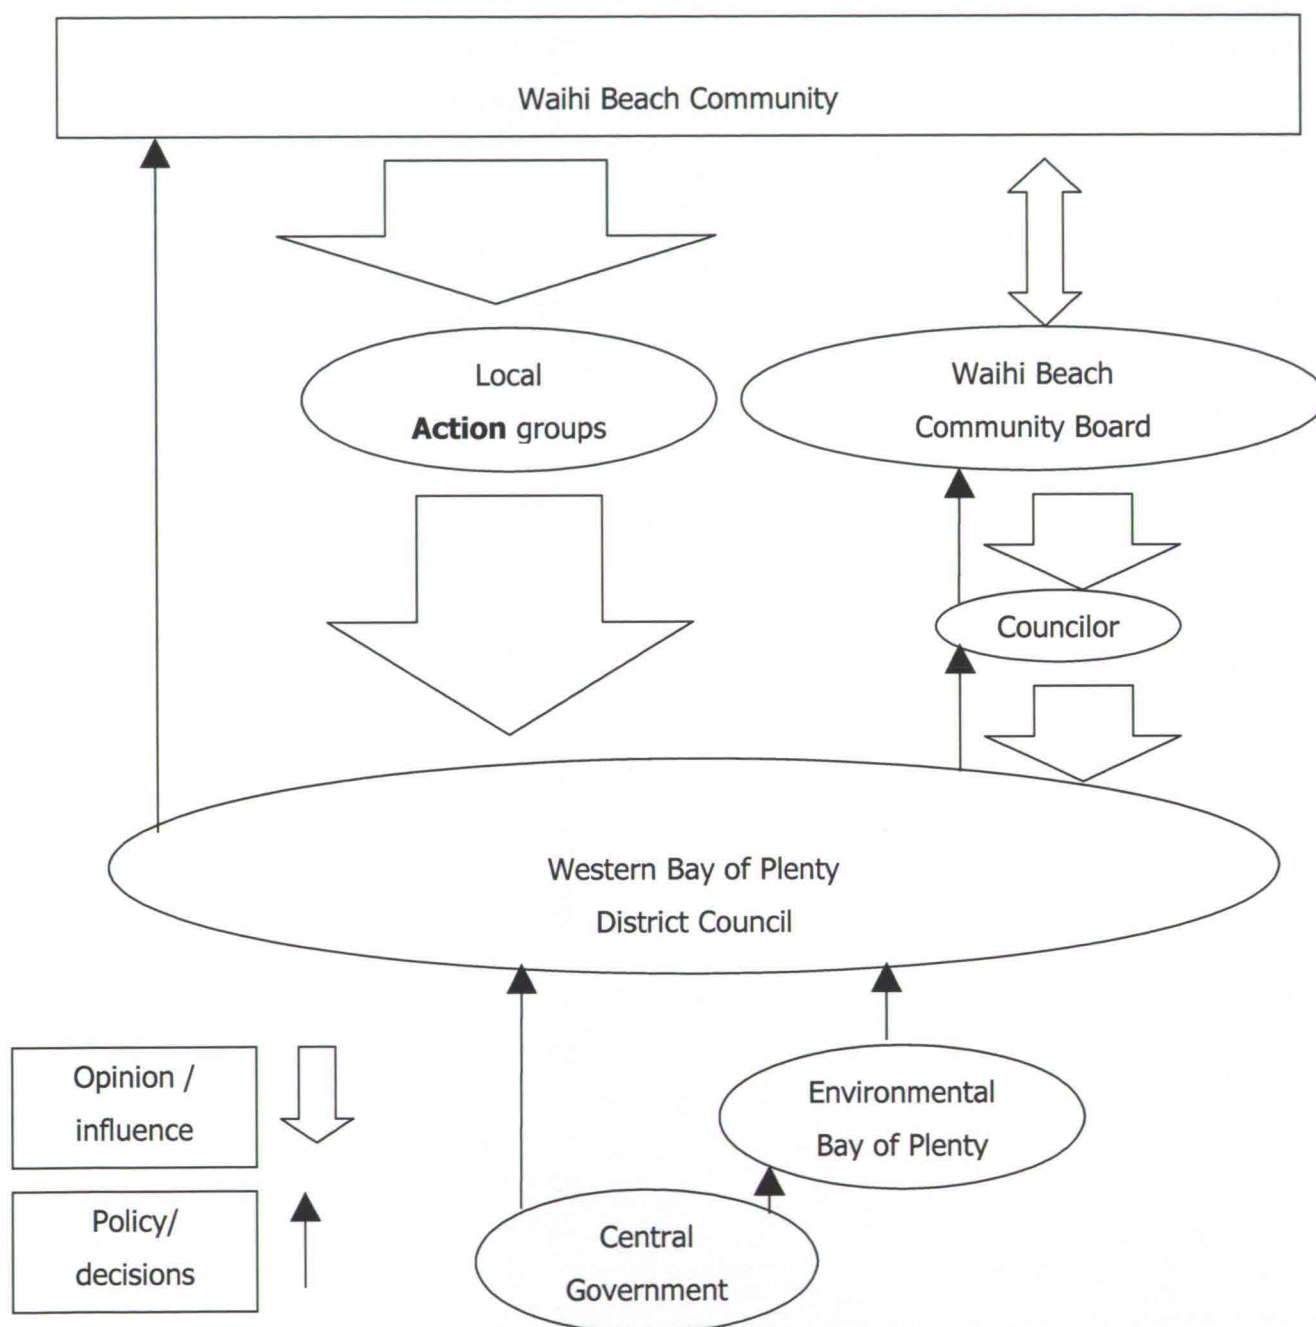 Waihi Beach Community
Local
Action groups
Waihi Beach
Community Board
Councilor
Western Bay of Plenty
District Council
Opinion /
influence
Environmental
Bay of Plenty
Policy/
decisions
Central
Government